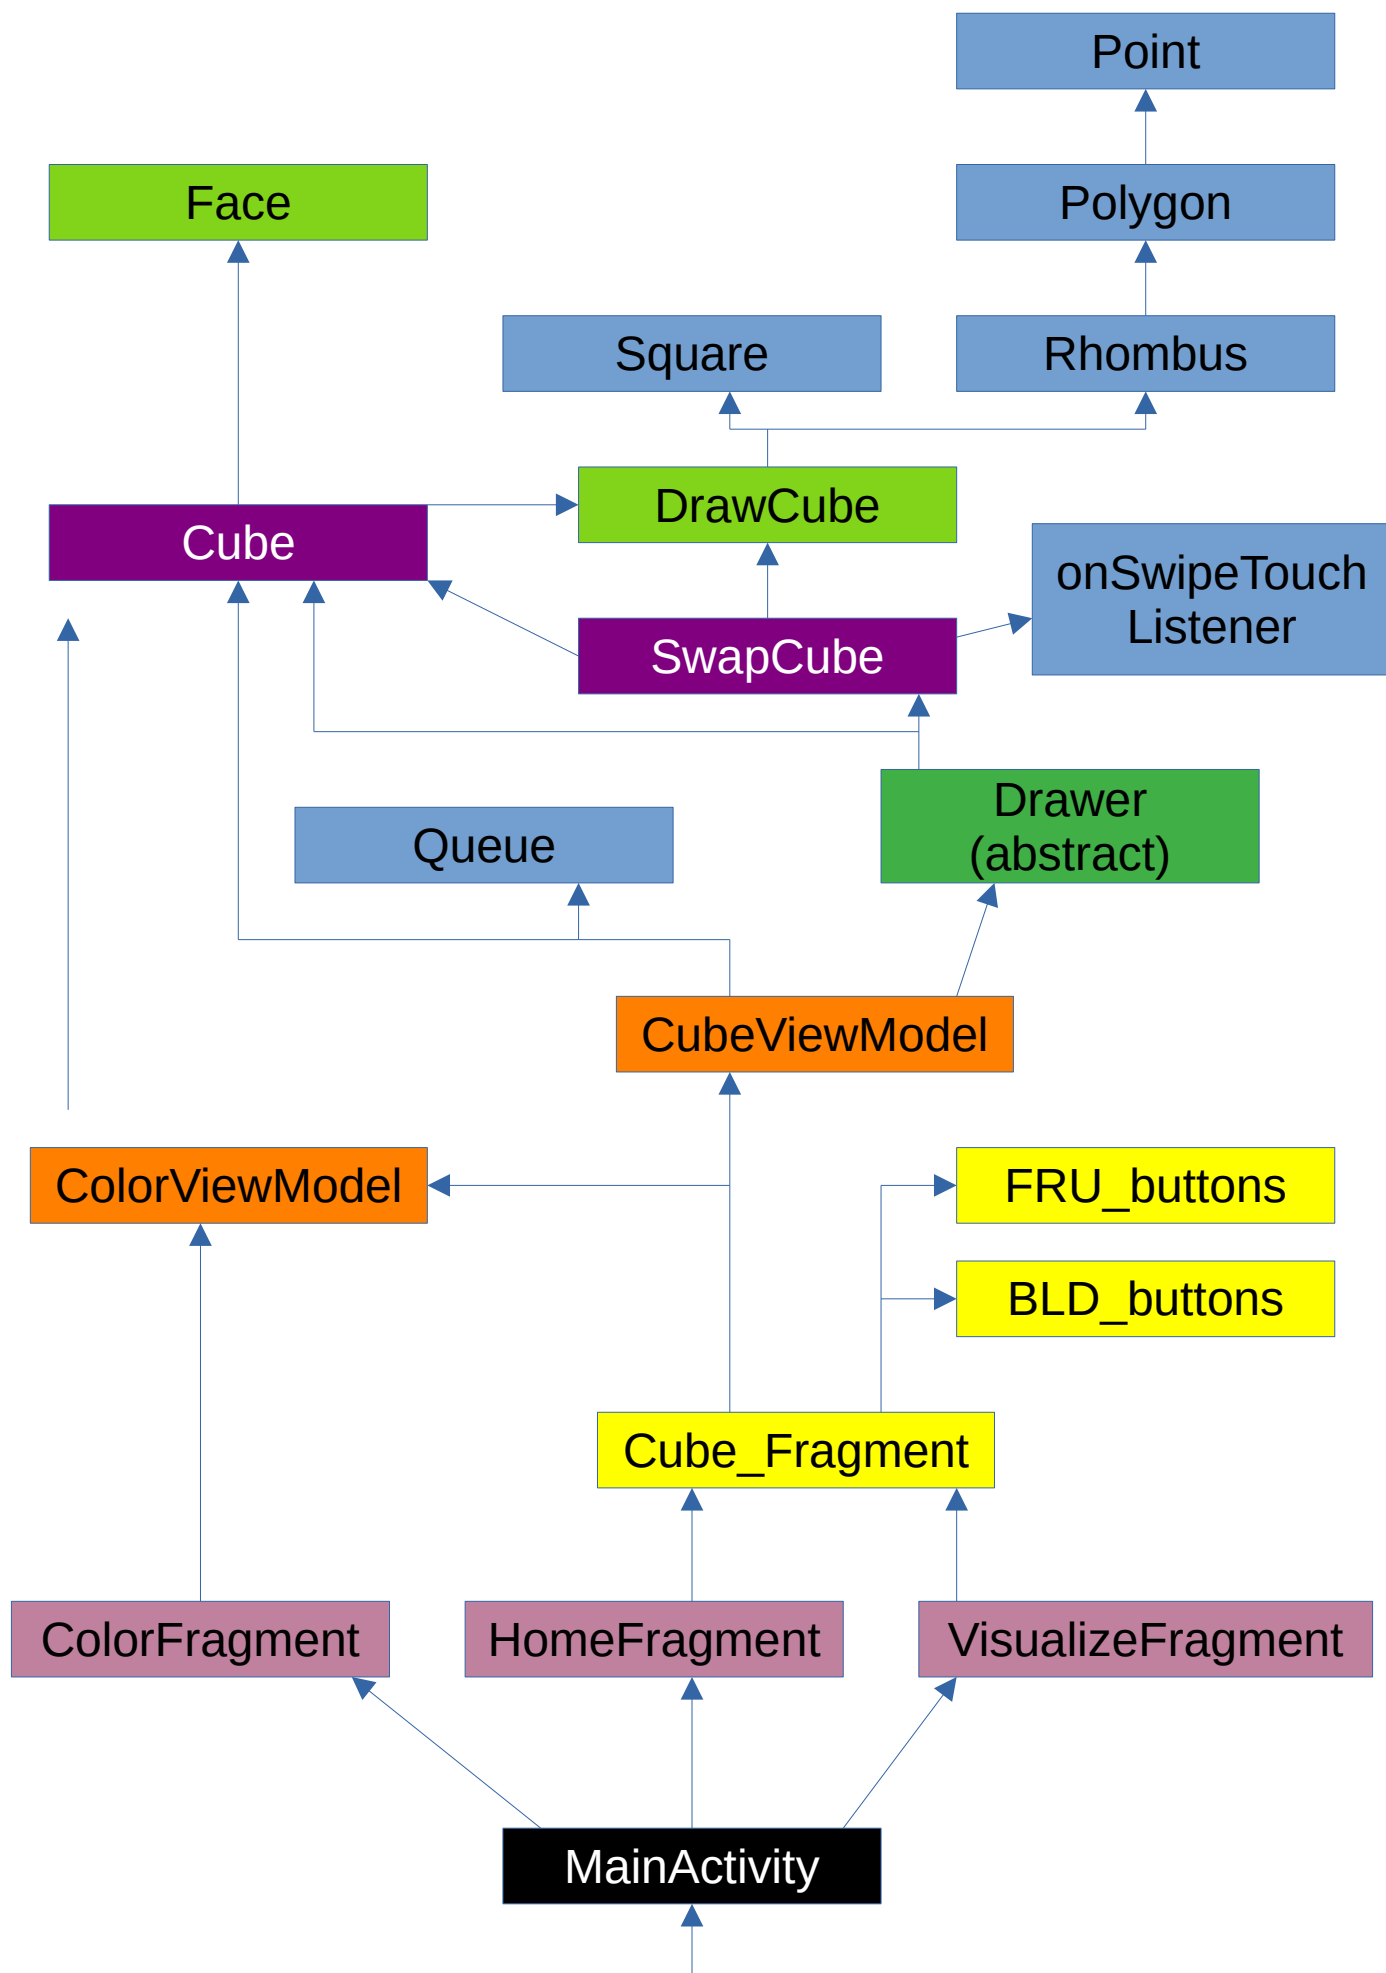 Point
Face
Polygon
Square
Rhombus
DrawCube
Cube
onSwipeTouch
Listener
SwapCube
Drawer
(abstract)
Queue
CubeViewModel
ColorViewModel
FRU_buttons
BLD_buttons
Cube_Fragment
ColorFragment
HomeFragment
VisualizeFragment
MainActivity